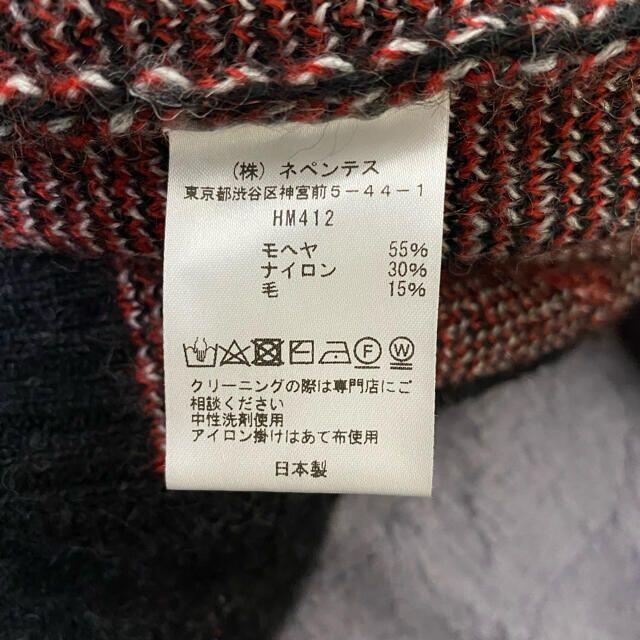 （株）ネペンテス
東京都渋谷区神宮前５－４４－１
HM412
モヘヤ 55%
ナイロン 30%
毛 15%
F W
クリーニングの際は専門店にご
相談ください
中性洗剤使用
アイロン掛けはあて布使用
日本製